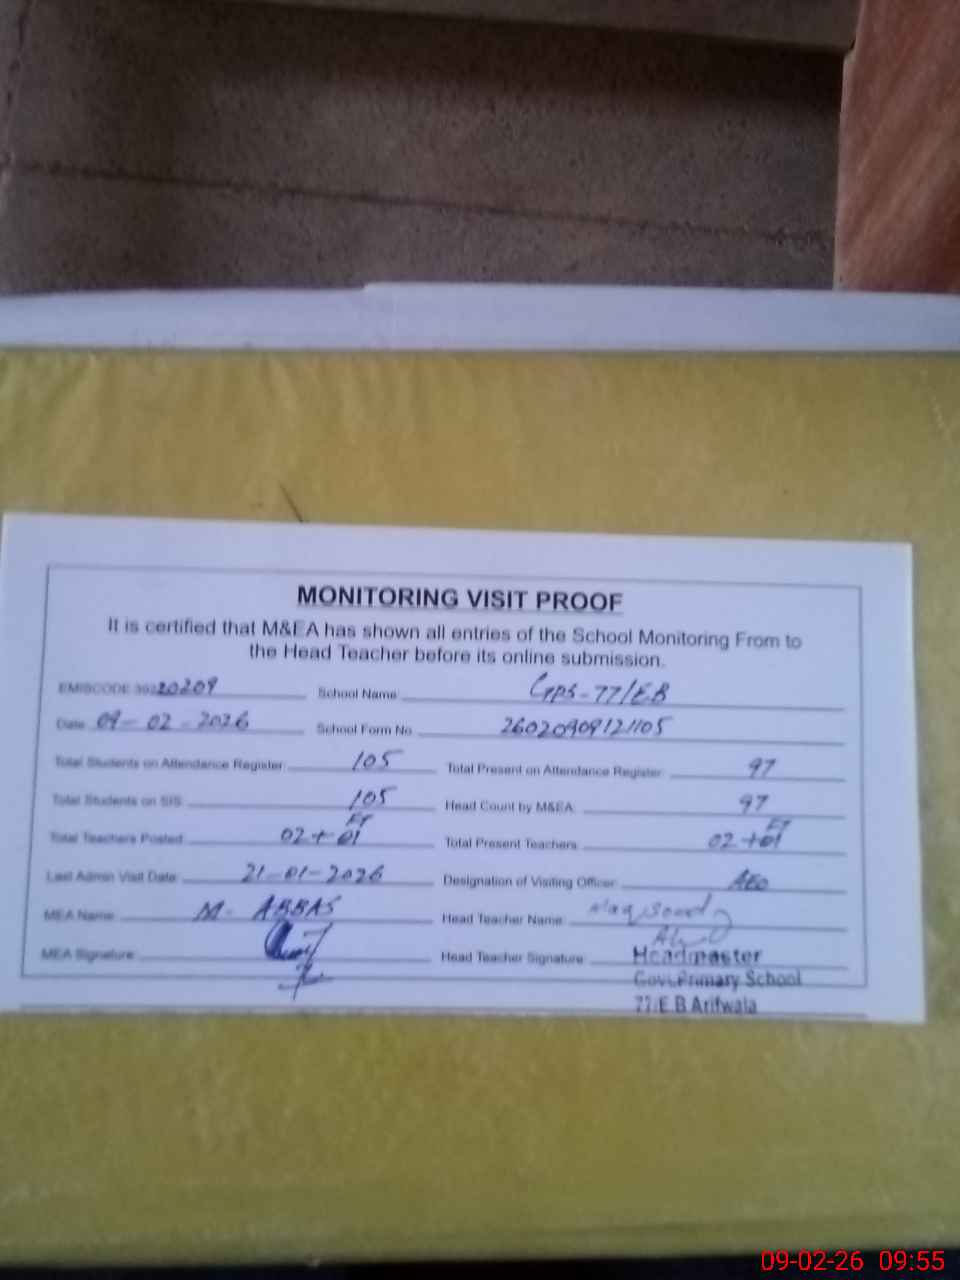 MONITORING VISIT PROOF
It is certified that M&EA has shown all entries of the School Monitoring From to
the Head Teacher before its online submission.
EMISCODE 39320209 School Name GPS-77/EB
Date 09-02-2026 School Form No. 26020909121105
Total Students on Attendance Register: 105 Total Present on Attendance Register: 97
Total Students on SIS: 105 Head Count by M&EA: 97
Total Teachers Posted: 02+01 Total Present Teachers 02+01
Last Admin Visit Date: 21-01-2026 Designation of Visiting Officer: AEO
MEA Name: M. ABBAS Head Teacher Name:
MEA Signature: Head Teacher Signature:
Headmaster
Govt.Primary School
77/E.B Arifwala
09-02-26 09:55